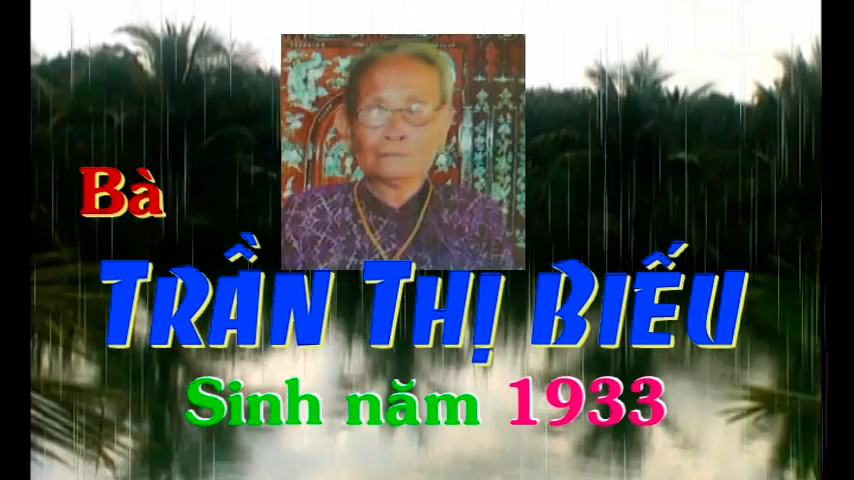 Bà
TRẦN THỊ BIẾU
Sinh năm 1933